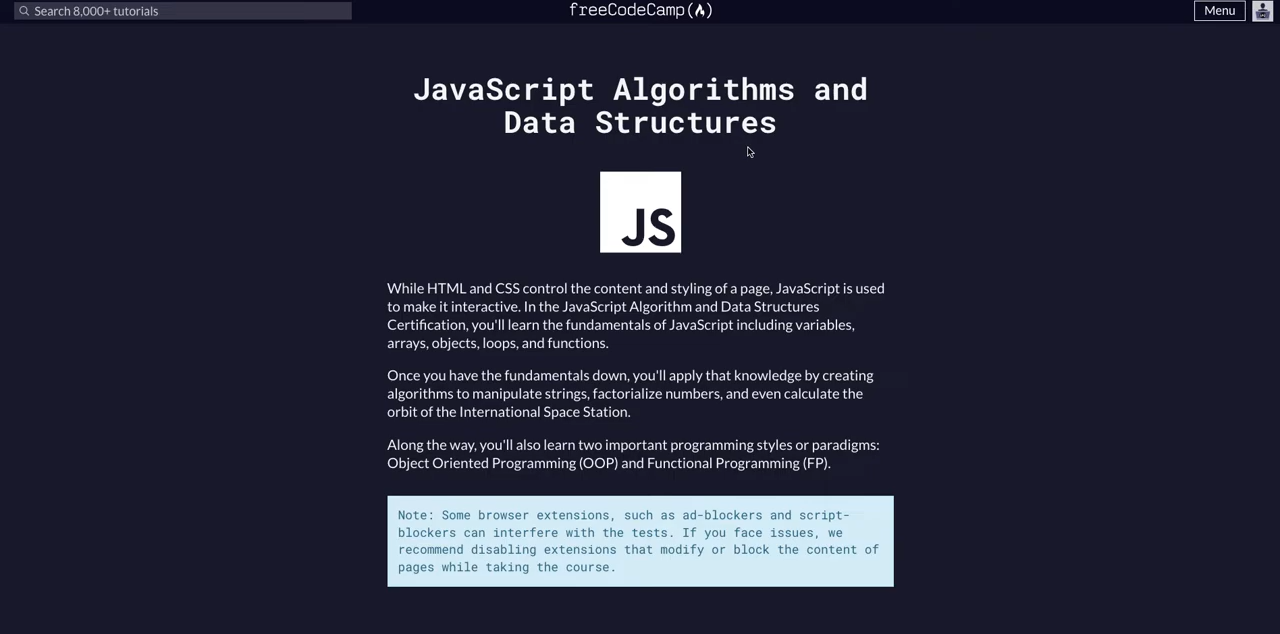 Search 8,000+ tutorials
freeCodeCamp
Menu
JavaScript Algorithms and
Data Structures
JS
While HTML and CSS control the content and styling of a page, JavaScript is used
to make it interactive. In the JavaScript Algorithm and Data Structures
Certification, you'll learn the fundamentals of JavaScript including variables,
arrays, objects, loops, and functions.
Once you have the fundamentals down, you'll apply that knowledge by creating
algorithms to manipulate strings, factorialize numbers, and even calculate the
orbit of the International Space Station.
Along the way, you'll also learn two important programming styles or paradigms:
Object Oriented Programming (OOP) and Functional Programming (FP).
Note: Some browser extensions, such as ad-blockers and script-
blockers can interfere with the tests. If you face issues, we
recommend disabling extensions that modify or block the content of
pages while taking the course.